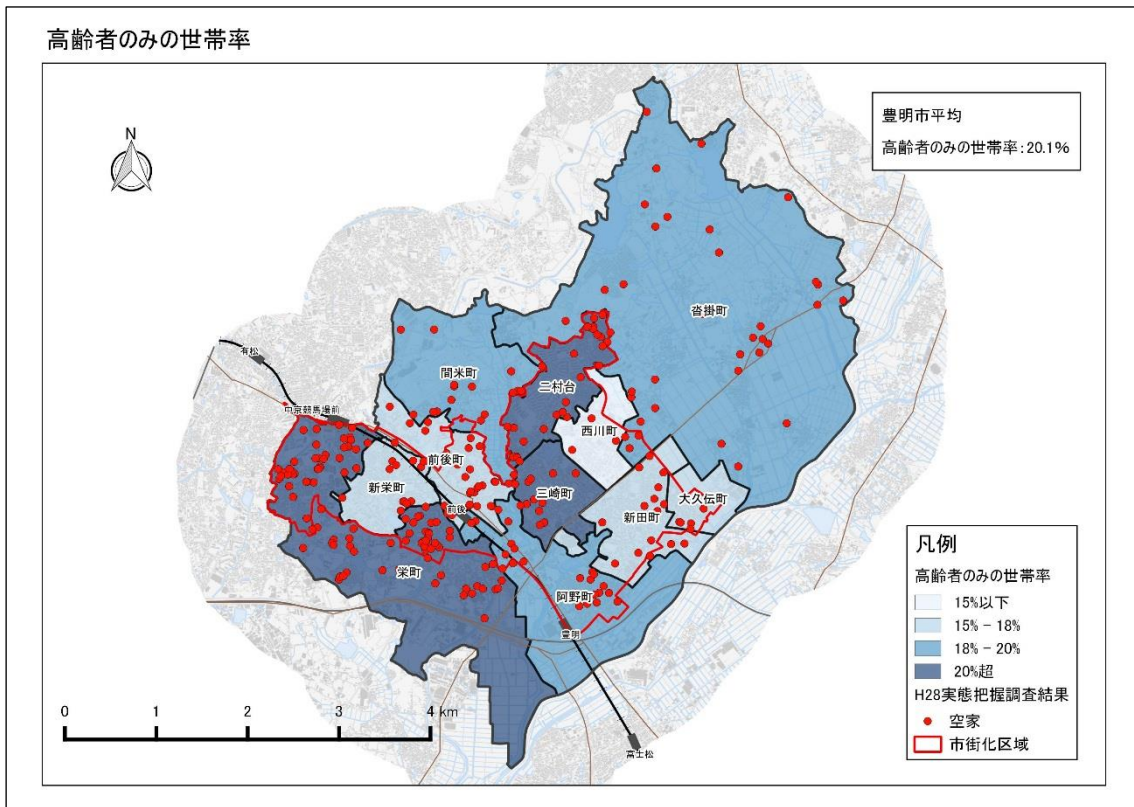 高齢者のみの世帯率
豊明市平均
高齢者のみの世帯率:20.1%
N
沓掛町
有松
間米町
二村台
中京競馬場前
西川町
前後町
新栄町
三崎町
大久伝町
前後
新田町
栄町
阿野町
豊明
富士松
0 1 2 3 4 km
凡例
高齢者のみの世帯率
15%以下
15% - 18%
18% - 20%
20%超
H28実態把握調査結果
空家
市街化区域